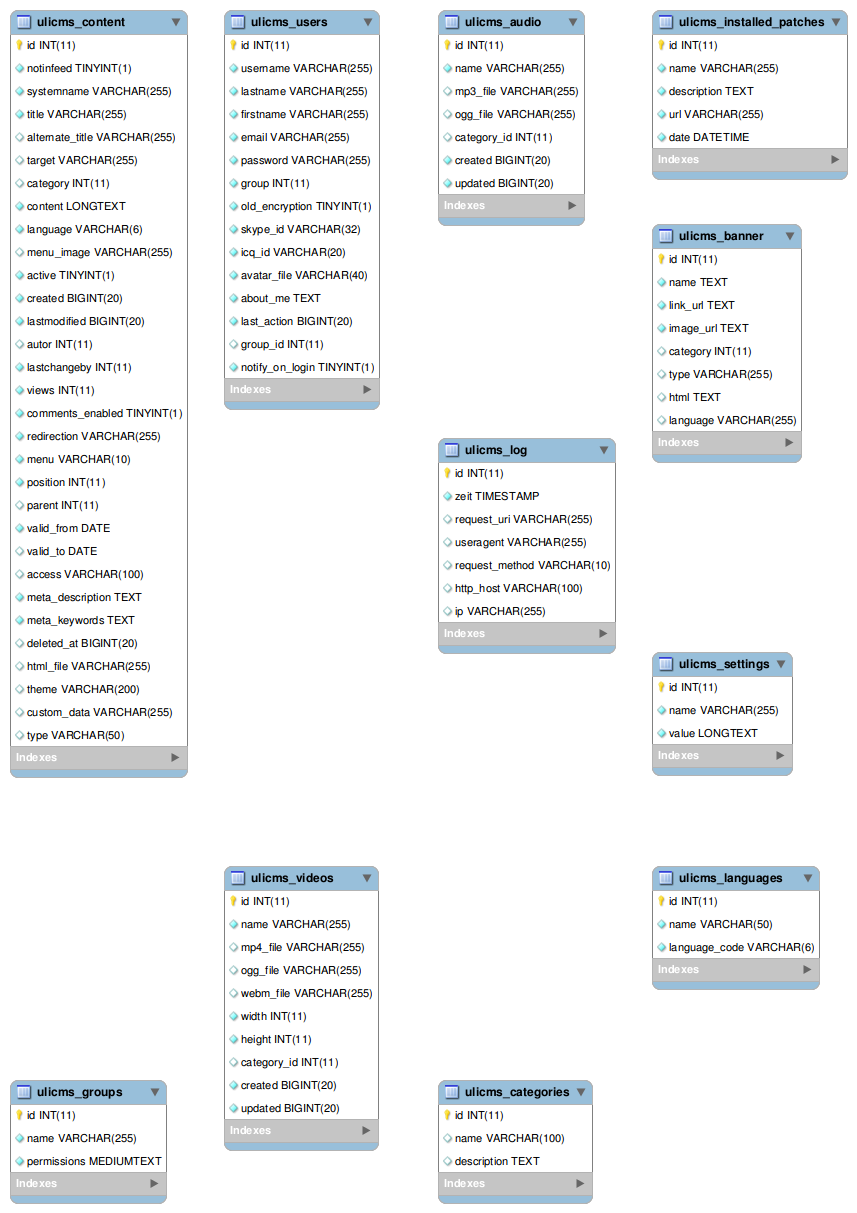 ulicms_content
id INT(11)
notinfeed TINYINT(1)
systemname VARCHAR(255)
title VARCHAR(255)
alternate_title VARCHAR(255)
target VARCHAR(255)
category INT(11)
content LONGTEXT
language VARCHAR(6)
menu_image VARCHAR(255)
active TINYINT(1)
created BIGINT(20)
lastmodified BIGINT(20)
autor INT(11)
lastchangeby INT(11)
views INT(11)
comments_enabled TINYINT(1)
redirection VARCHAR(255)
menu VARCHAR(10)
position INT(11)
parent INT(11)
valid_from DATE
valid_to DATE
access VARCHAR(100)
meta_description TEXT
meta_keywords TEXT
deleted_at BIGINT(20)
html_file VARCHAR(255)
theme VARCHAR(200)
custom_data VARCHAR(255)
type VARCHAR(50)
Indexes
ulicms_users
id INT(11)
username VARCHAR(255)
lastname VARCHAR(255)
firstname VARCHAR(255)
email VARCHAR(255)
password VARCHAR(255)
group INT(11)
old_encryption TINYINT(1)
skype_id VARCHAR(32)
icq_id VARCHAR(20)
avatar_file VARCHAR(40)
about_me TEXT
last_action BIGINT(20)
group_id INT(11)
notify_on_login TINYINT(1)
Indexes
ulicms_audio
id INT(11)
name VARCHAR(255)
mp3_file VARCHAR(255)
ogg_file VARCHAR(255)
category_id INT(11)
created BIGINT(20)
updated BIGINT(20)
Indexes
ulicms_installed_patches
id INT(11)
name VARCHAR(255)
description TEXT
url VARCHAR(255)
date DATETIME
Indexes
ulicms_banner
id INT(11)
name TEXT
link_url TEXT
image_url TEXT
category INT(11)
type VARCHAR(255)
html TEXT
language VARCHAR(255)
Indexes
ulicms_log
id INT(11)
zeit TIMESTAMP
request_uri VARCHAR(255)
useragent VARCHAR(255)
request_method VARCHAR(10)
http_host VARCHAR(100)
ip VARCHAR(255)
Indexes
ulicms_settings
id INT(11)
name VARCHAR(255)
value LONGTEXT
Indexes
ulicms_videos
id INT(11)
name VARCHAR(255)
mp4_file VARCHAR(255)
ogg_file VARCHAR(255)
webm_file VARCHAR(255)
width INT(11)
height INT(11)
category_id INT(11)
created BIGINT(20)
updated BIGINT(20)
Indexes
ulicms_languages
id INT(11)
name VARCHAR(50)
language_code VARCHAR(6)
Indexes
ulicms_groups
id INT(11)
name VARCHAR(255)
permissions MEDIUMTEXT
Indexes
ulicms_categories
id INT(11)
name VARCHAR(100)
description TEXT
Indexes